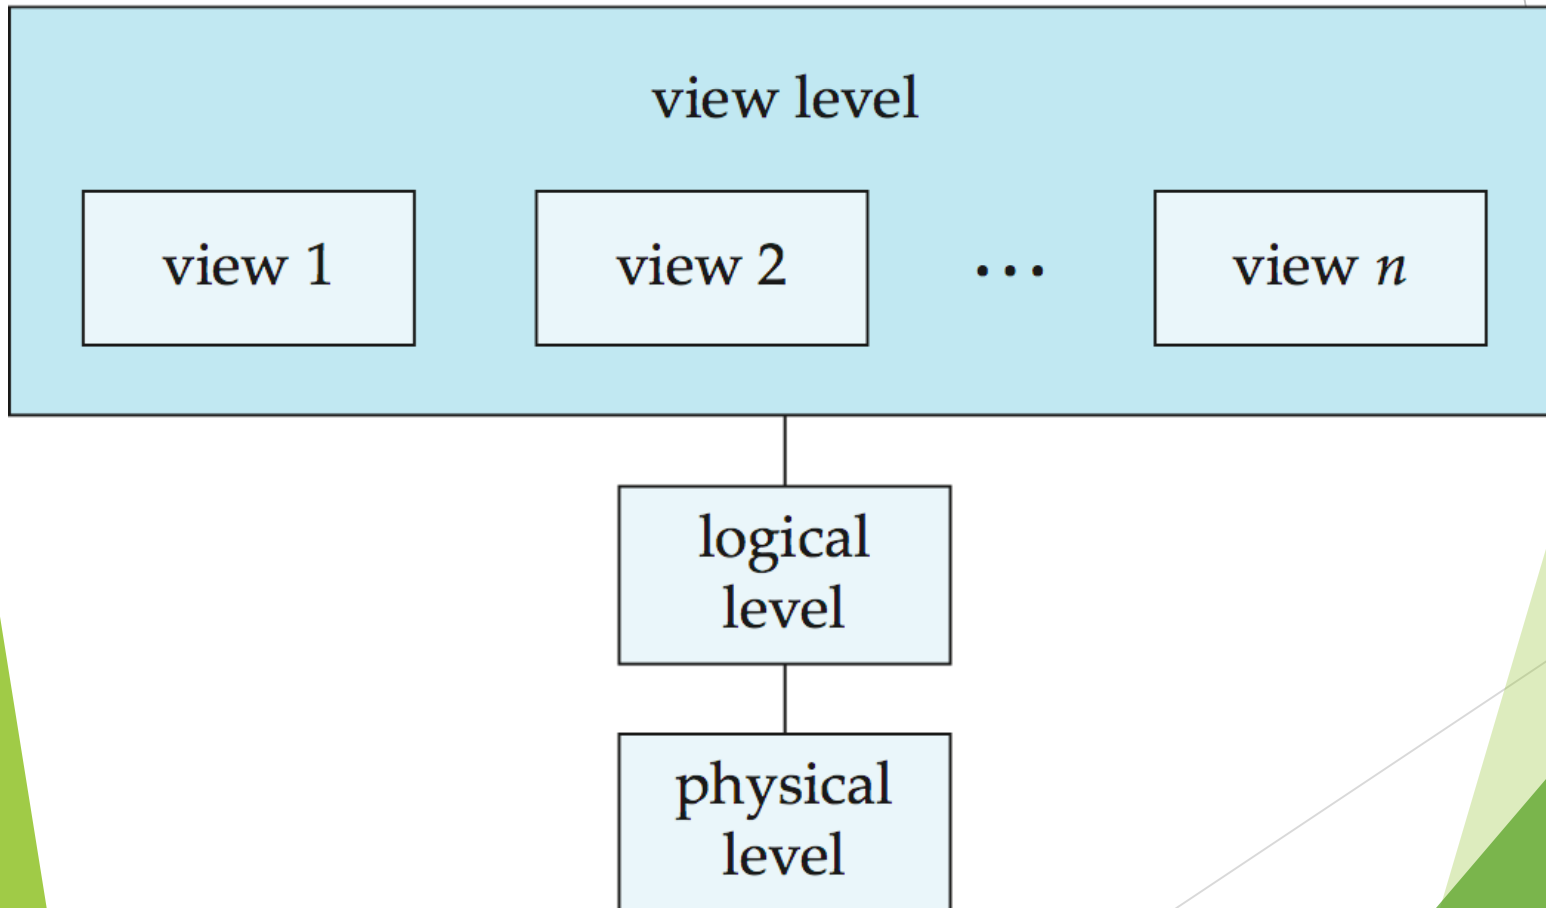 view level
view 1 view 2 ... view n
logical
level
physical
level